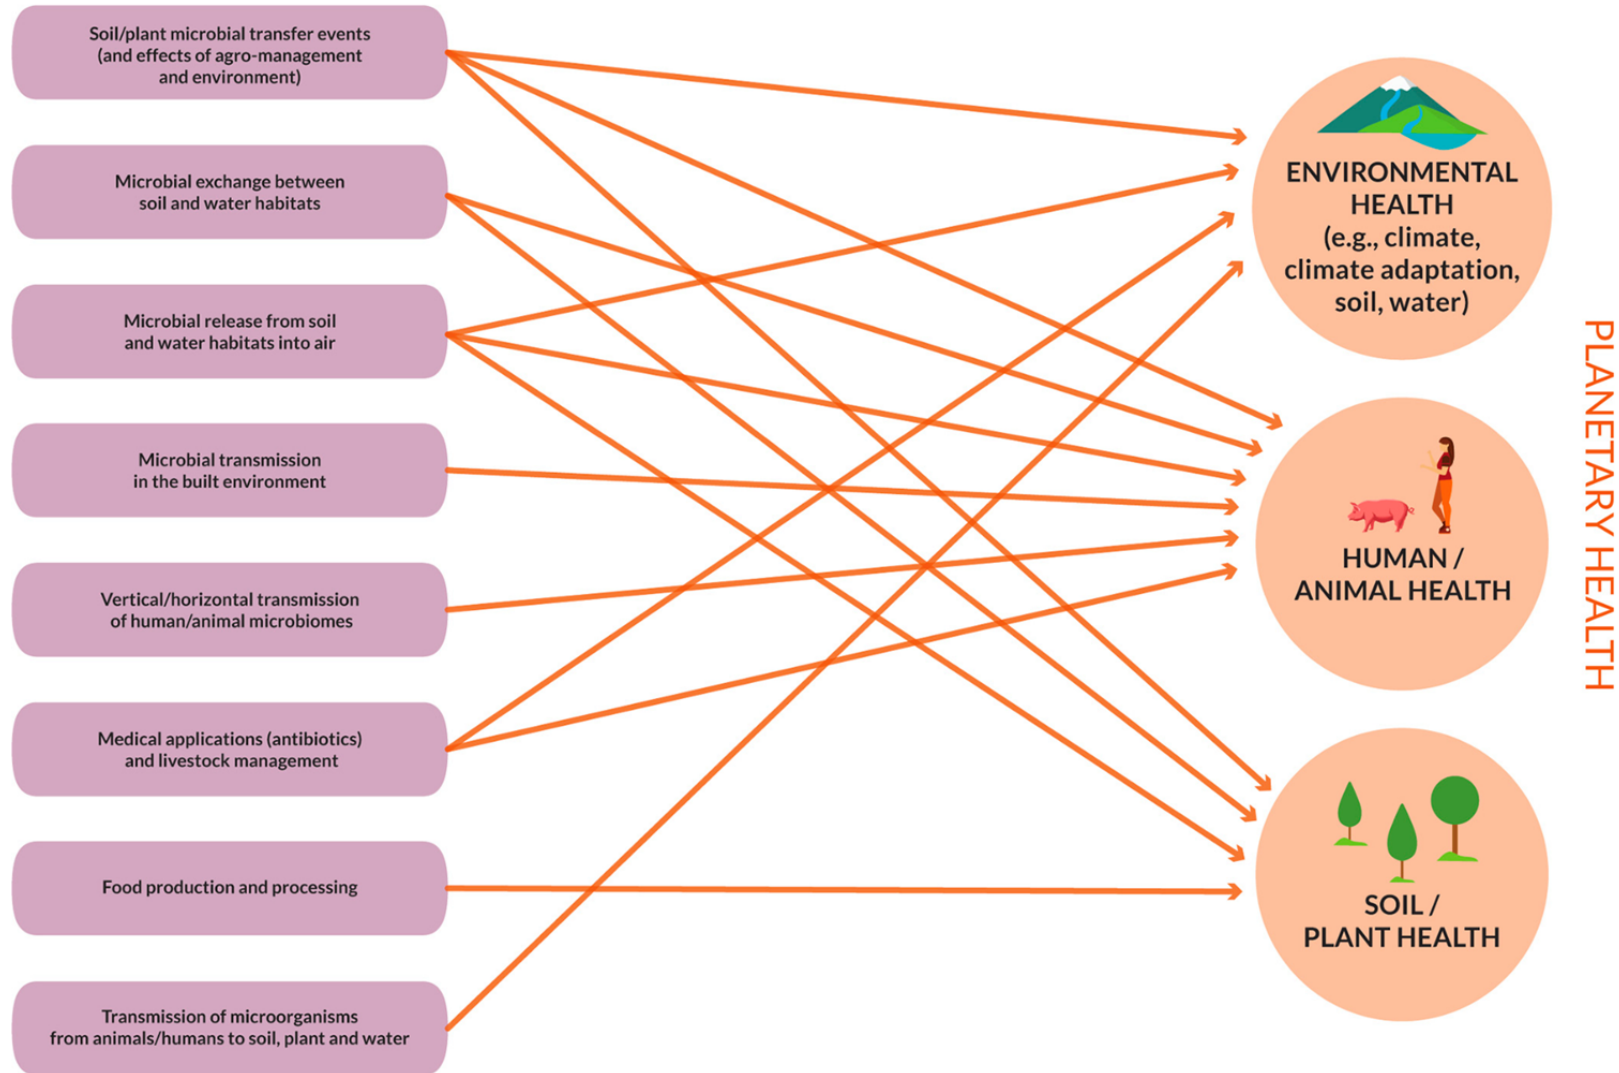 Soil/plant microbial transfer events
(and effects of agro-management
and environment)
Microbial exchange between
soil and water habitats
Microbial release from soil
and water habitats into air
Microbial transmission
in the built environment
Vertical/horizontal transmission
of human/animal microbiomes
Medical applications (antibiotics)
and livestock management
Food production and processing
Transmission of microorganisms
from animals/humans to soil, plant and water
ENVIRONMENTAL
HEALTH
(e.g., climate,
climate adaptation,
soil, water)
HUMAN /
ANIMAL HEALTH
SOIL /
PLANT HEALTH
PLANETARY HEALTH